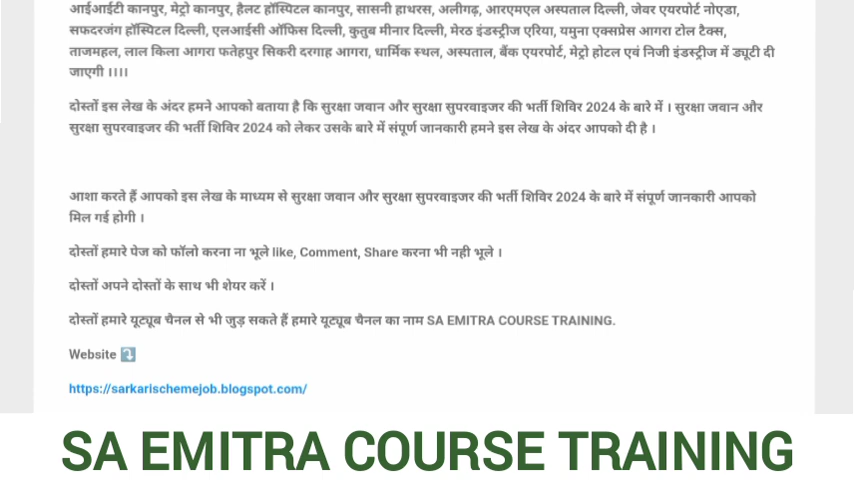 आईआईटी कानपुर, मेट्रो कानपुर, हैलट हॉस्पिटल कानपुर, सासनी हाथरस, अलीगढ़, आरएमएल अस्पताल दिल्ली, जेवर एयरपोर्ट नोएडा,
सफदरजंग हॉस्पिटल दिल्ली, एलआईसी ऑफिस दिल्ली, कुतुब मीनार दिल्ली, मेरठ इंडस्ट्रीज एरिया, यमुना एक्सप्रेस आगरा टोल टैक्स,
ताजमहल, लाल किला आगरा फतेहपुर सिकरी दरगाह आगरा, धार्मिक स्थल, अस्पताल, बैंक एयरपोर्ट, मेट्रो होटल एवं निजी इंडस्ट्रीज में ड्यूटी दी
जाएगी ।।।।
दोस्तों इस लेख के अंदर हमने आपको बताया है कि सुरक्षा जवान और सुरक्षा सुपरवाइजर की भर्ती शिविर 2024 के बारे में । सुरक्षा जवान और
सुरक्षा सुपरवाइजर की भर्ती शिविर 2024 को लेकर उसके बारे में संपूर्ण जानकारी हमने इस लेख के अंदर आपको दी है ।
आशा करते हैं आपको इस लेख के माध्यम से सुरक्षा जवान और सुरक्षा सुपरवाइजर की भर्ती शिविर 2024 के बारे में संपूर्ण जानकारी आपको
मिल गई होगी ।
दोस्तों हमारे पेज को फॉलो करना ना भूले like, Comment, Share करना भी नही भूले ।
दोस्तों अपने दोस्तों के साथ भी शेयर करें ।
दोस्तों हमारे यूट्यूब चैनल से भी जुड़ सकते हैं हमारे यूट्यूब चैनल का नाम SA EMITRA COURSE TRAINING.
Website ⤵️
https://sarkarischemejob.blogspot.com/
SA EMITRA COURSE TRAINING